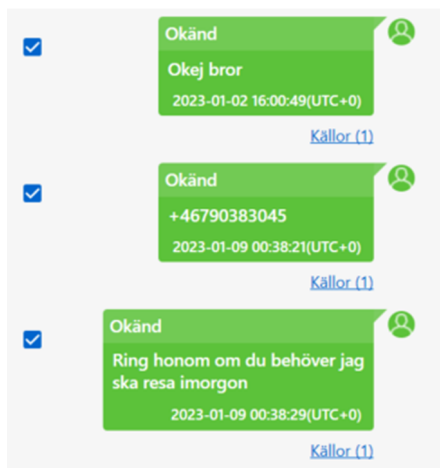 Okänd
Okej bror
2023-01-02 16:00:49(UTC+0)
Källor (1)
Okänd
+46790383045
2023-01-09 00:38:21(UTC+0)
Källor (1)
Okänd
Ring honom om du behöver jag
ska resa imorgon
2023-01-09 00:38:29(UTC+0)
Källor (1)